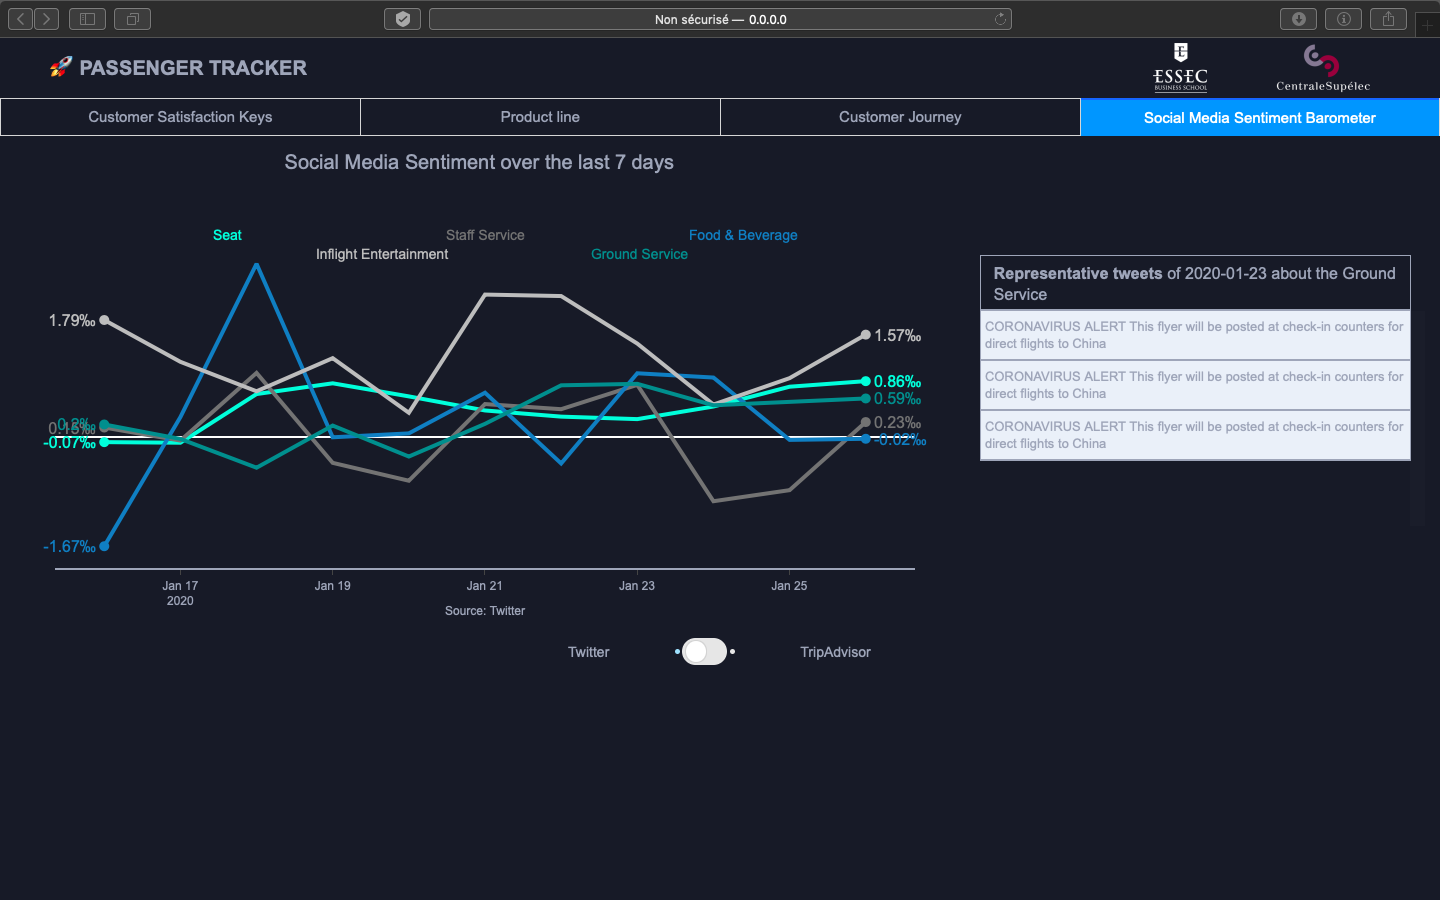 Non sécurisé — 0.0.0.0
🚀 PASSENGER TRACKER
ESSEC
BUSINESS SCHOOL
CentraleSupélec
Customer Satisfaction Keys
Product line
Customer Journey
Social Media Sentiment Barometer
Social Media Sentiment over the last 7 days
Seat
Staff Service
Food & Beverage
Inflight Entertainment
Ground Service
1.79‰
0.2‰
0.13‰
-0.07‰
-1.67‰
1.57‰
0.86‰
0.59‰
0.23‰
-0.02‰
Jan 17
2020
Jan 19
Jan 21
Jan 23
Jan 25
Source: Twitter
Twitter
TripAdvisor
Representative tweets of 2020-01-23 about the Ground
Service
CORONAVIRUS ALERT This flyer will be posted at check-in counters for
direct flights to China
CORONAVIRUS ALERT This flyer will be posted at check-in counters for
direct flights to China
CORONAVIRUS ALERT This flyer will be posted at check-in counters for
direct flights to China